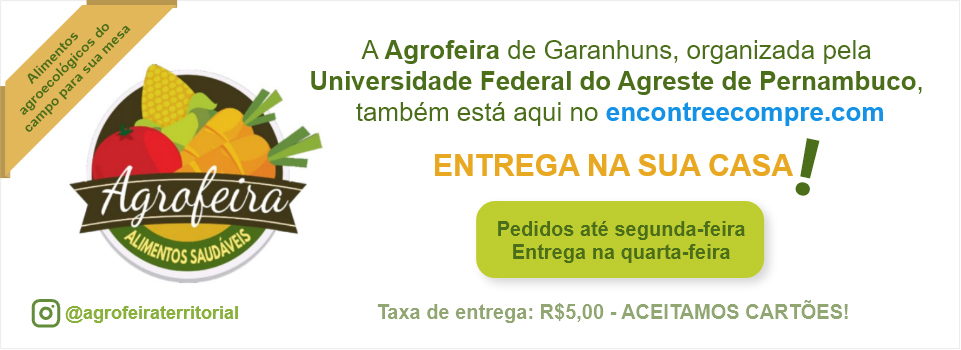 Alimentos
agroecológicos do
campo para sua mesa
Agrofeira
ALIMENTOS SAUDÁVEIS
A Agrofeira de Garanhuns, organizada pela
Universidade Federal do Agreste de Pernambuco,
também está aqui no encontreecompre.com
ENTREGA NA SUA CASA!
Pedidos até segunda-feira
Entrega na quarta-feira
@agrofeiraterritorial
Taxa de entrega: R$5,00 - ACEITAMOS CARTÕES!